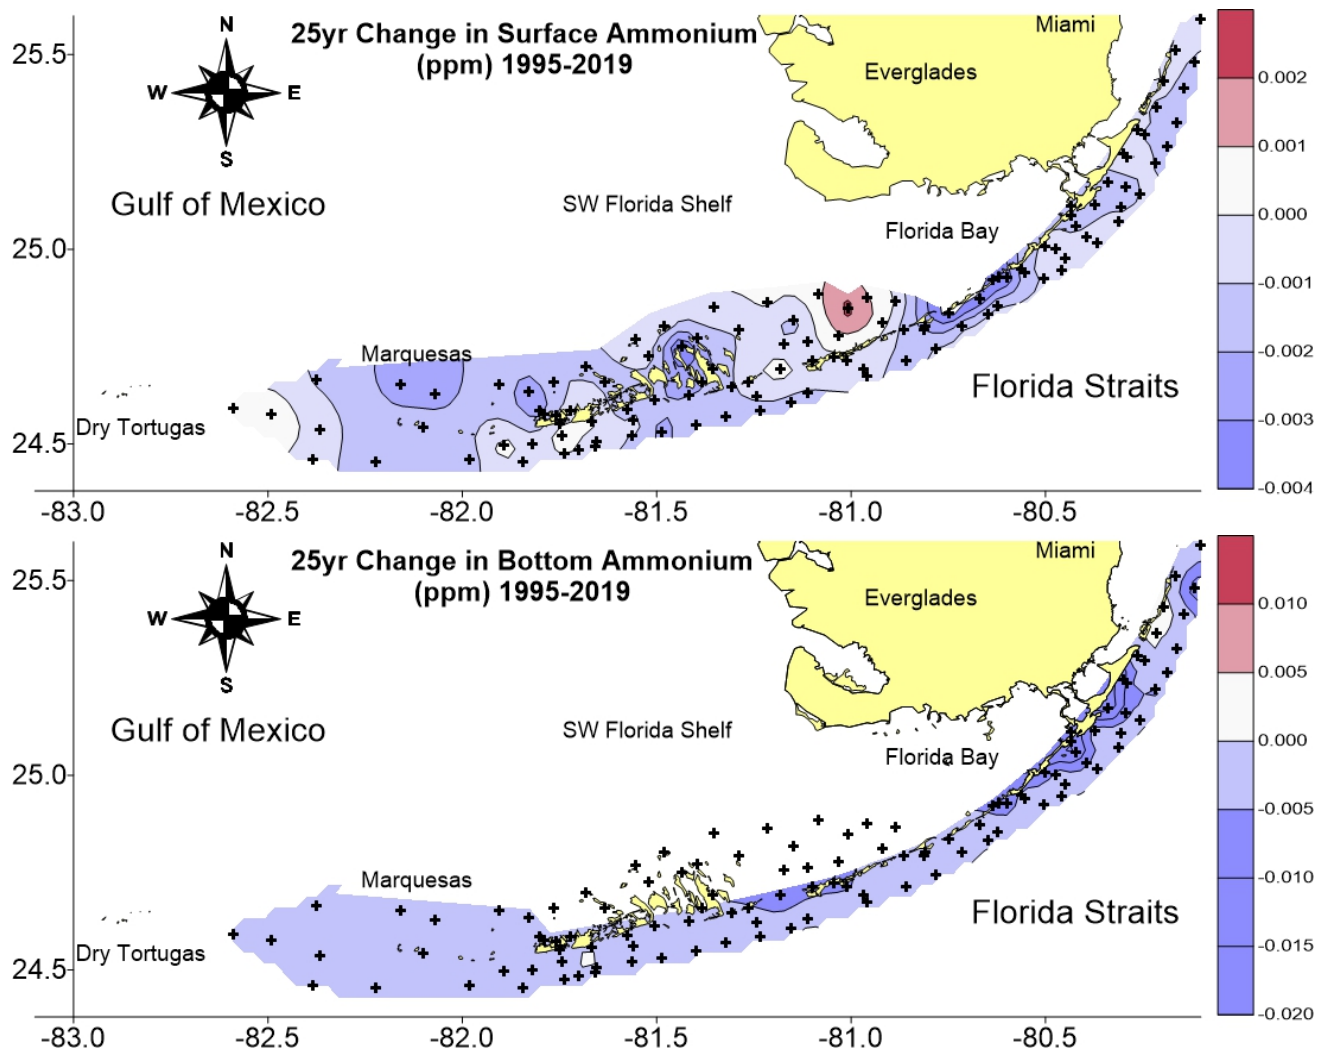 N
W E
S
25yr Change in Surface Ammonium
(ppm) 1995-2019
Miami
Everglades
Gulf of Mexico
SW Florida Shelf
Florida Bay
Marquesas
Florida Straits
Dry Tortugas
25.5
25.0
24.5
-83.0 -82.5 -82.0 -81.5 -81.0 -80.5
0.002
0.001
0.000
-0.001
-0.002
-0.003
-0.004
N
W E
S
25yr Change in Bottom Ammonium
(ppm) 1995-2019
Miami
Everglades
Gulf of Mexico
SW Florida Shelf
Florida Bay
Marquesas
Florida Straits
Dry Tortugas
25.5
25.0
24.5
-83.0 -82.5 -82.0 -81.5 -81.0 -80.5
0.010
0.005
0.000
-0.005
-0.010
-0.015
-0.020